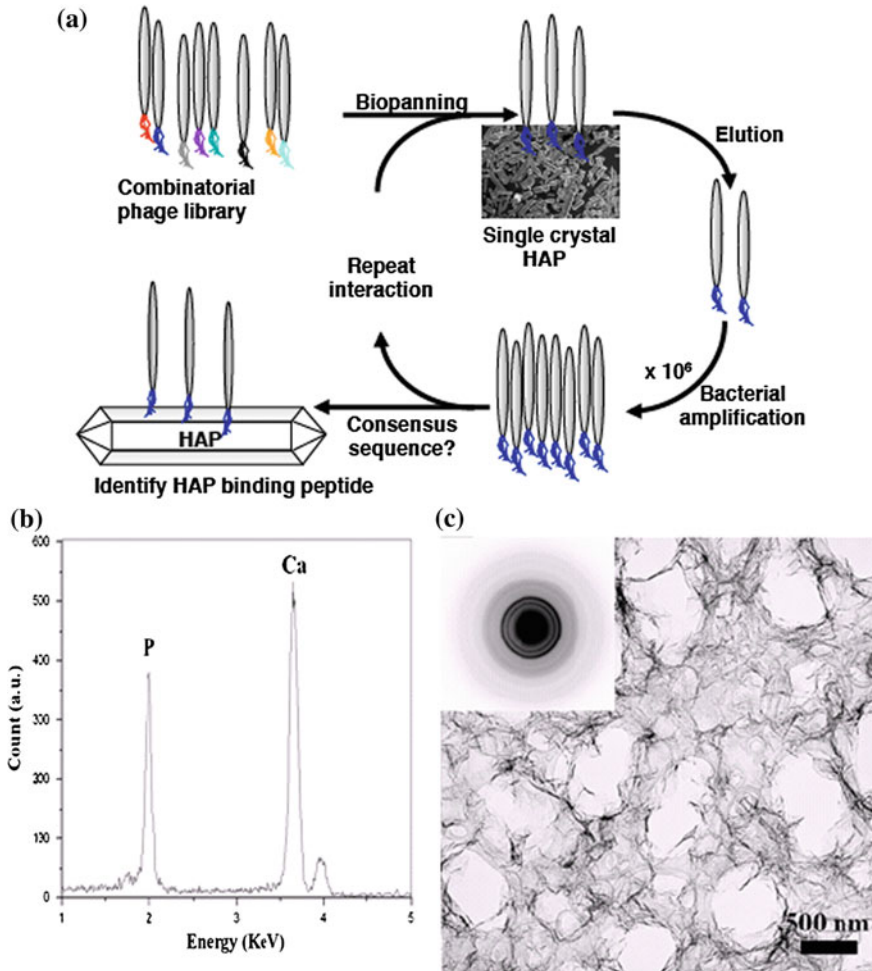 (a)
Biopanning
Elution
Combinatorial
phage library
Single crystal
HAP
Repeat
interaction
x 10⁶
Bacterial
amplification
HAP
Consensus
sequence?
Identify HAP binding peptide
(b)
600
500
400
300
200
100
0
Count (a.u.)
P
Ca
1
2
3
4
5
Energy (KeV)
(c)
500 nm